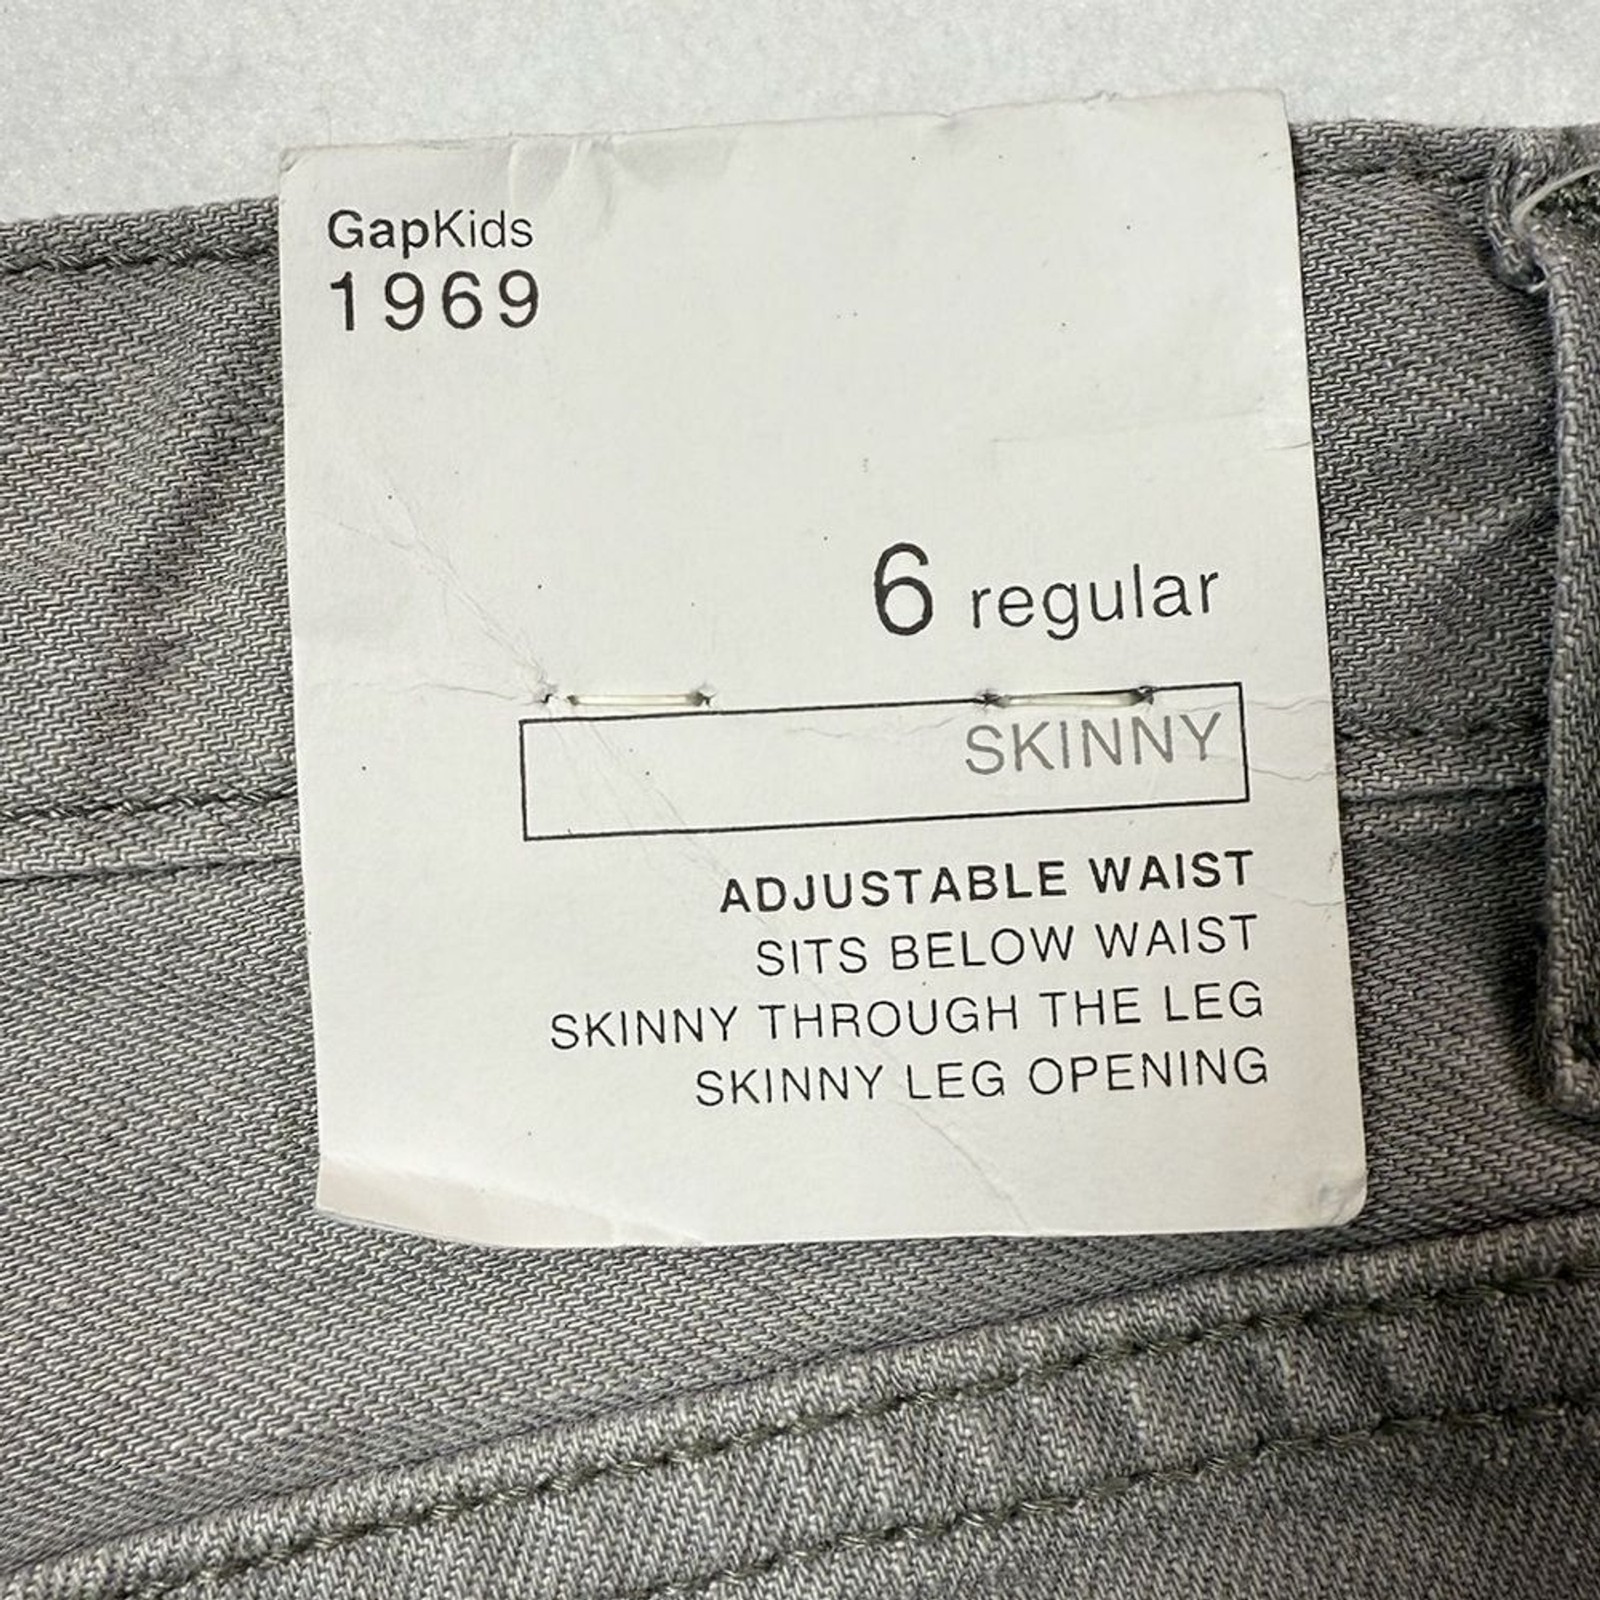 GapKids
1969
6 regular
SKINNY
ADJUSTABLE WAIST
SITS BELOW WAIST
SKINNY THROUGH THE LEG
SKINNY LEG OPENING